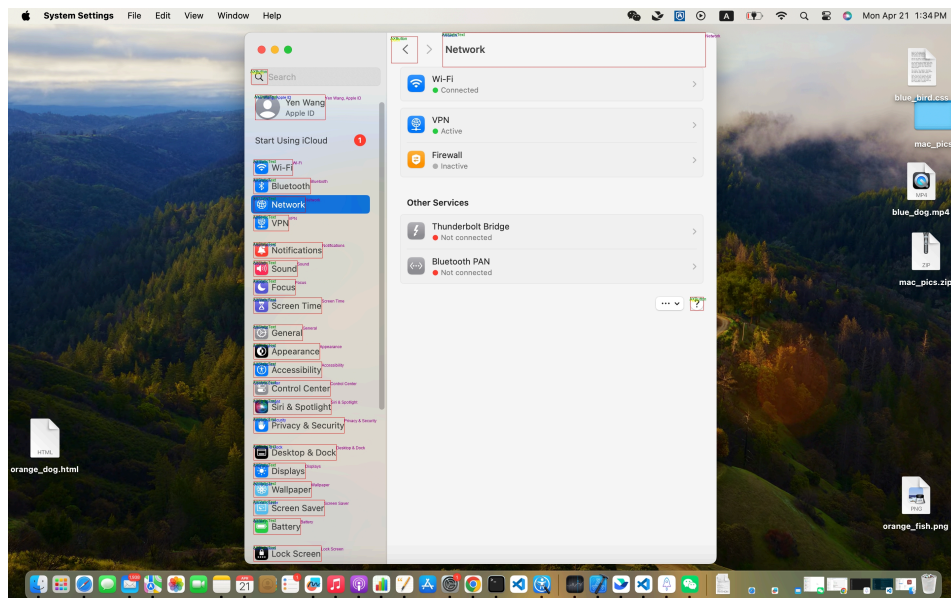 System Settings File Edit View Window Help
Mon Apr 21 1:34 PM
Network
Search
Yen Wang
Apple ID
Start Using iCloud 1
Wi-Fi
Bluetooth
Network
VPN
Notifications
Sound
Focus
Screen Time
General
Appearance
Accessibility
Control Center
Siri & Spotlight
Privacy & Security
Desktop & Dock
Displays
Wallpaper
Screen Saver
Battery
Lock Screen
Wi-Fi
Connected
VPN
Active
Firewall
Inactive
Other Services
Thunderbolt Bridge
Not connected
Bluetooth PAN
Not connected
?
blue_bird.css
mac_pics
MP4
blue_dog.mp4
ZIP
mac_pics.zip
PNG
orange_fish.png
HTML
orange_dog.html
APR
21